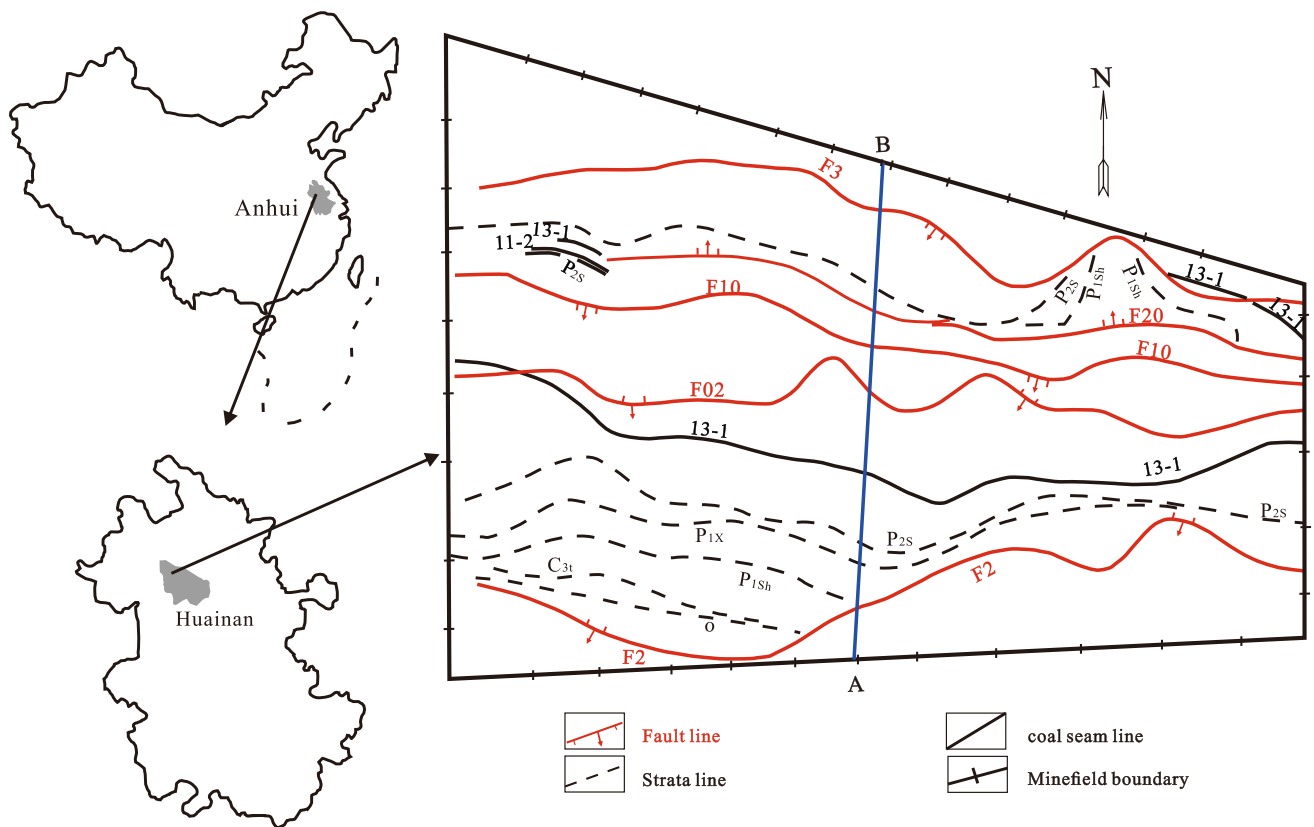 Anhui
Huainan
N
B
F3
13-1
11-2
P2S
F10
P2S
P1Sh
P1Sh
13-1
13-1
F20
F10
F02
13-1
13-1
P1X
P2S
P2S
C3t
P1Sh
F2
o
F2
A
Fault line
coal seam line
Strata line
Minefield boundary